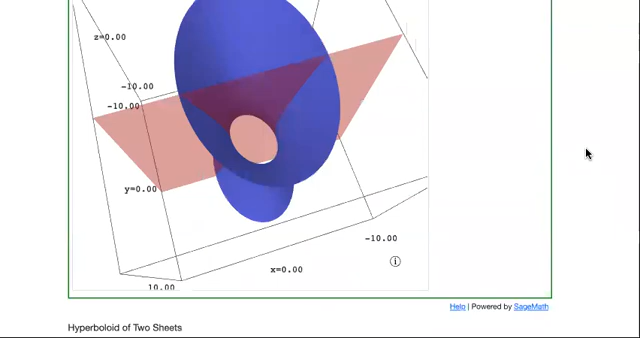 z=0.00
-10.00
-10.00
y=0.00
-10.00
x=0.00
10.00
Help | Powered by SageMath
Hyperboloid of Two Sheets